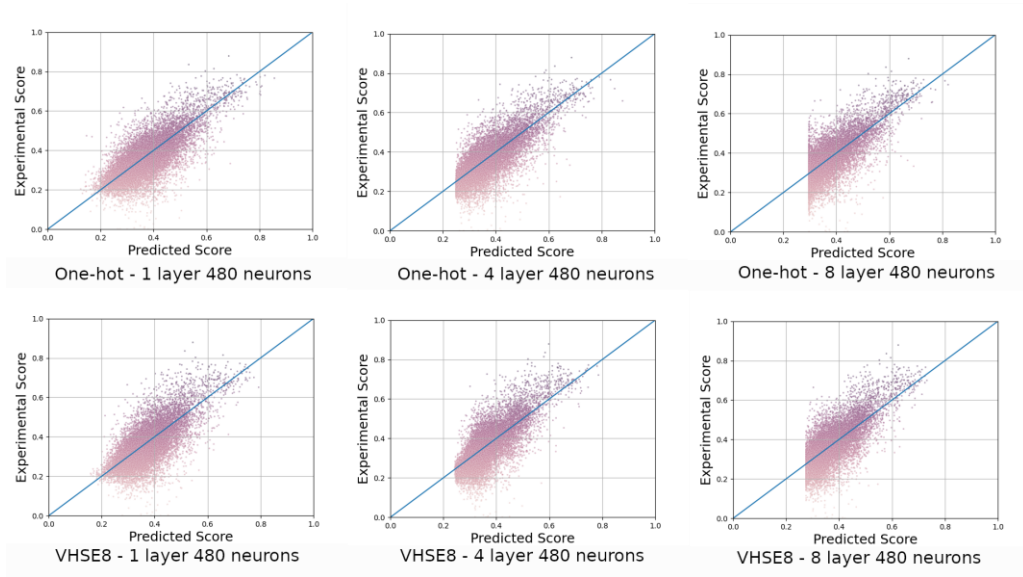 1.0
0.8
0.6
0.4
0.2
0.0
Experimental Score
0.0 0.2 0.4 0.6 0.8 1.0
Predicted Score
One-hot - 1 layer 480 neurons
1.0
0.8
0.6
0.4
0.2
0.0
Experimental Score
0.0 0.2 0.4 0.6 0.8 1.0
Predicted Score
One-hot - 4 layer 480 neurons
1.0
0.8
0.6
0.4
0.2
0.0
Experimental Score
0.0 0.2 0.4 0.6 0.8 1.0
Predicted Score
One-hot - 8 layer 480 neurons
1.0
0.8
0.6
0.4
0.2
0.0
Experimental Score
0.0 0.2 0.4 0.6 0.8 1.0
Predicted Score
VHSE8 - 1 layer 480 neurons
1.0
0.8
0.6
0.4
0.2
0.0
Experimental Score
0.0 0.2 0.4 0.6 0.8 1.0
Predicted Score
VHSE8 - 4 layer 480 neurons
1.0
0.8
0.6
0.4
0.2
0.0
Experimental Score
0.0 0.2 0.4 0.6 0.8 1.0
Predicted Score
VHSE8 - 8 layer 480 neurons